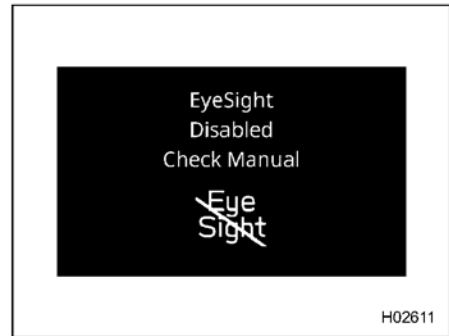 EyeSight
Disabled
Check Manual
Eye
Sight
H02611